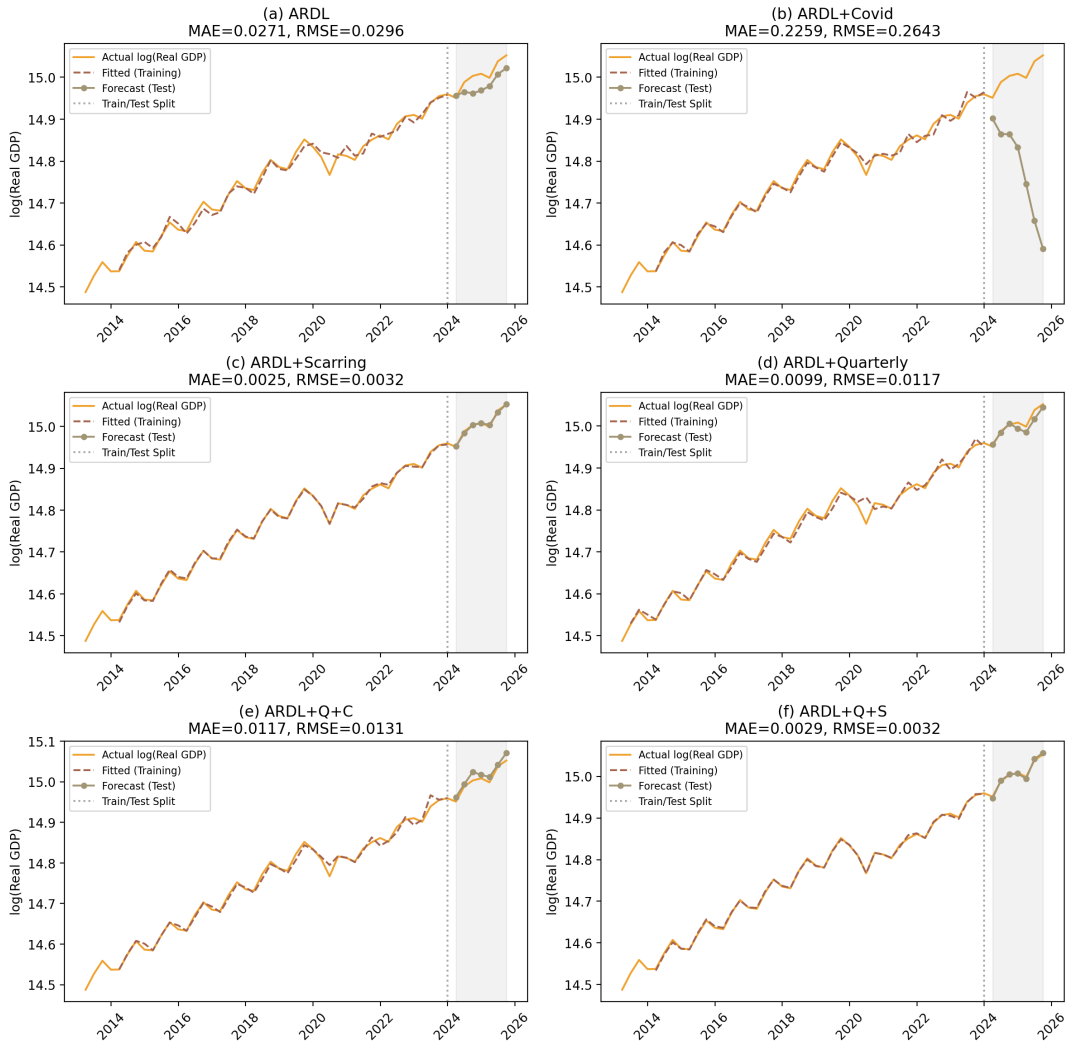 (a) ARDL
MAE=0.0271, RMSE=0.0296
log(Real GDP)
15.0
14.9
14.8
14.7
14.6
14.5
Actual log(Real GDP)
Fitted (Training)
Forecast (Test)
Train/Test Split
2014
2016
2018
2020
2022
2024
2026
(b) ARDL+Covid
MAE=0.2259, RMSE=0.2643
log(Real GDP)
15.0
14.9
14.8
14.7
14.6
14.5
Actual log(Real GDP)
Fitted (Training)
Forecast (Test)
Train/Test Split
2014
2016
2018
2020
2022
2024
2026
(c) ARDL+Scarring
MAE=0.0025, RMSE=0.0032
log(Real GDP)
15.0
14.9
14.8
14.7
14.6
14.5
Actual log(Real GDP)
Fitted (Training)
Forecast (Test)
Train/Test Split
2014
2016
2018
2020
2022
2024
2026
(d) ARDL+Quarterly
MAE=0.0099, RMSE=0.0117
log(Real GDP)
15.0
14.9
14.8
14.7
14.6
14.5
Actual log(Real GDP)
Fitted (Training)
Forecast (Test)
Train/Test Split
2014
2016
2018
2020
2022
2024
2026
(e) ARDL+Q+C
MAE=0.0117, RMSE=0.0131
log(Real GDP)
15.1
15.0
14.9
14.8
14.7
14.6
14.5
Actual log(Real GDP)
Fitted (Training)
Forecast (Test)
Train/Test Split
2014
2016
2018
2020
2022
2024
2026
(f) ARDL+Q+S
MAE=0.0029, RMSE=0.0032
log(Real GDP)
15.0
14.9
14.8
14.7
14.6
14.5
Actual log(Real GDP)
Fitted (Training)
Forecast (Test)
Train/Test Split
2014
2016
2018
2020
2022
2024
2026